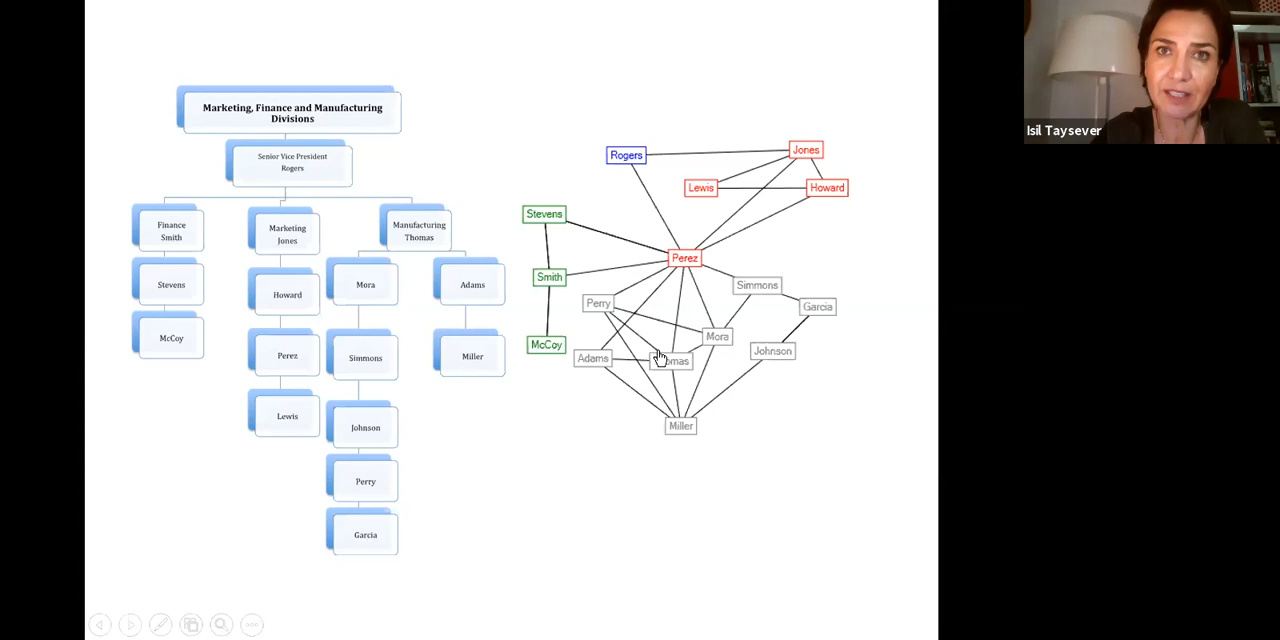 Marketing, Finance and Manufacturing
Divisions
Senior Vice President
Rogers
Finance
Smith
Marketing
Jones
Manufacturing
Thomas
Stevens
Howard
Mora
Adams
McCoy
Perez
Simmons
Miller
Lewis
Johnson
Perry
Garcia
Rogers
Jones
Lewis
Howard
Stevens
Perez
Smith
Simmons
Perry
Garcia
Mora
McCoy
Adams
omas
Johnson
Miller
Isil Taysever